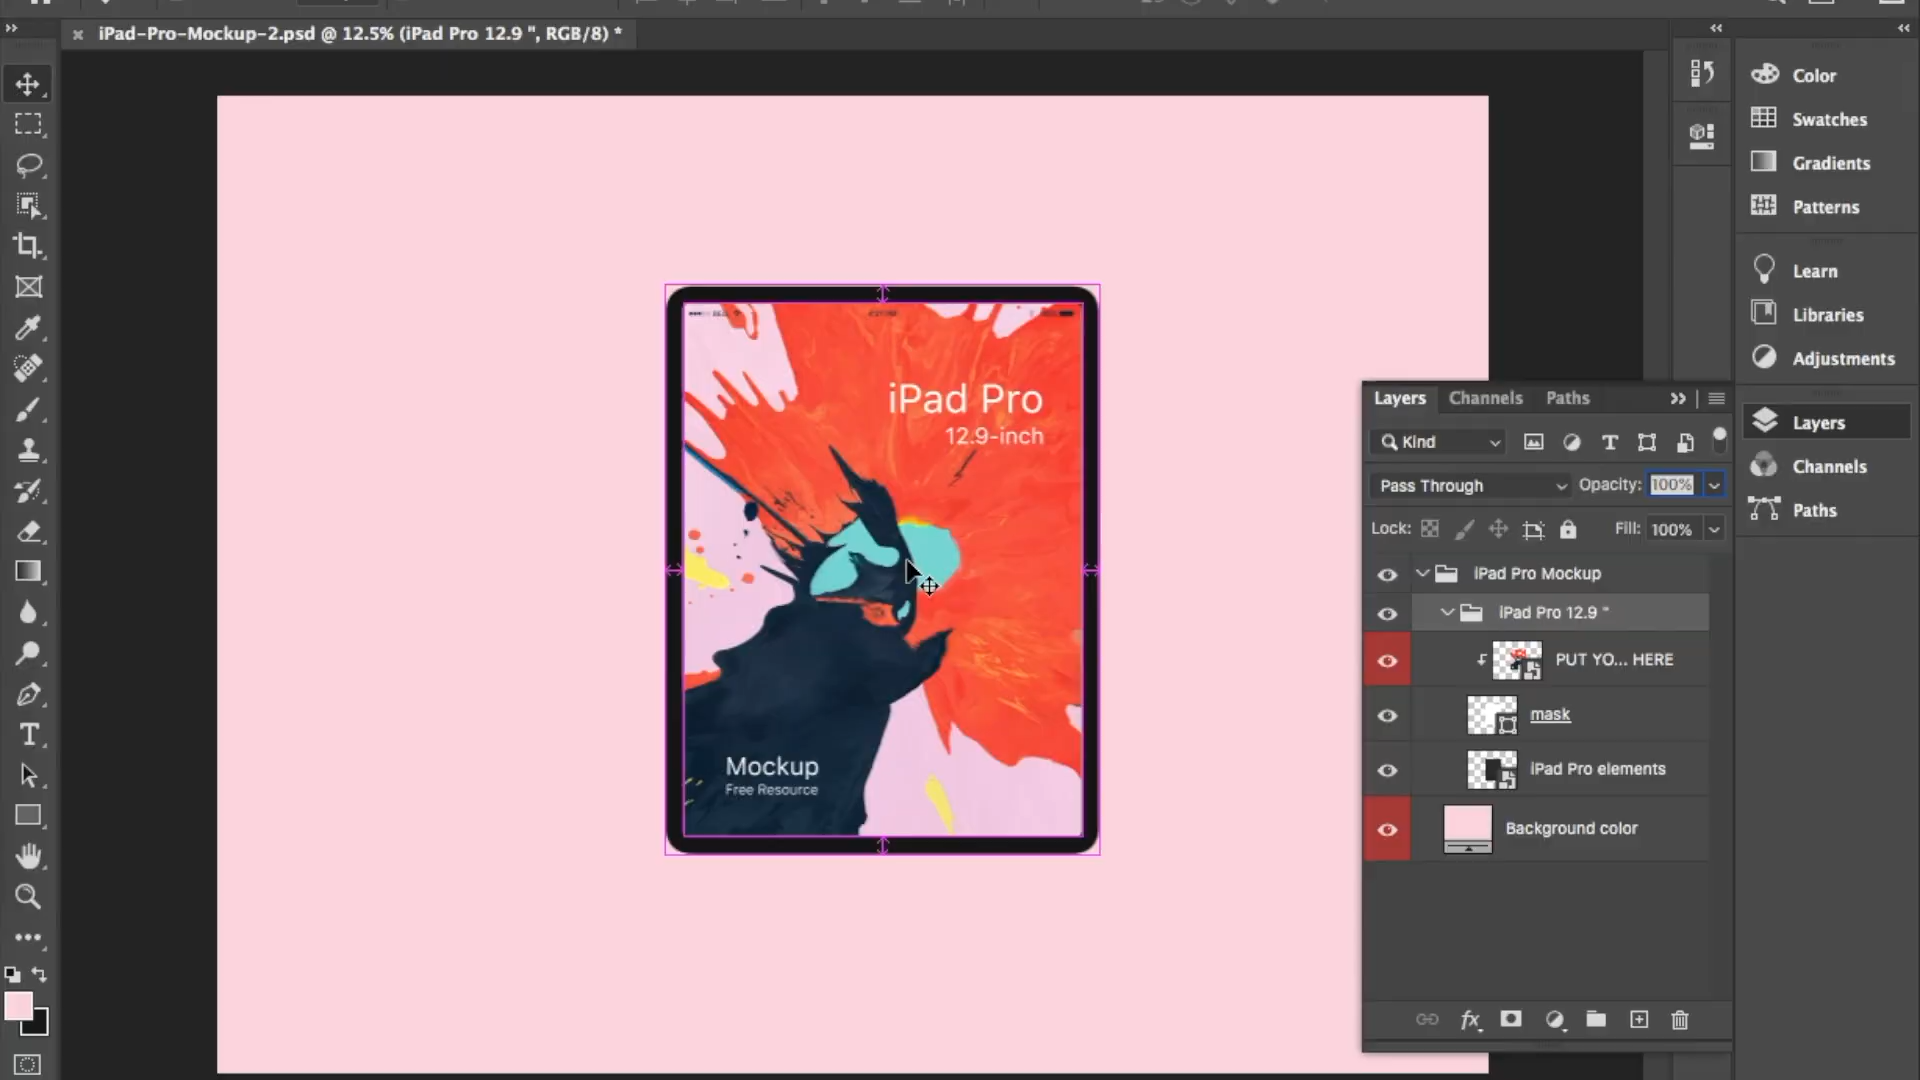 iPad-Pro-Mockup-2.psd @ 12.5% (iPad Pro 12.9 ", RGB/8) *
Color
Swatches
Gradients
Patterns
Learn
Libraries
Adjustments
Layers
Channels
Paths
iPad Pro
12.9-inch
Mockup
Free Resource
Layers Channels Paths
Kind
Pass Through Opacity: 100%
Lock: Fill: 100%
iPad Pro Mockup
iPad Pro 12.9 "
PUT YO... HERE
mask
iPad Pro elements
Background color
fx